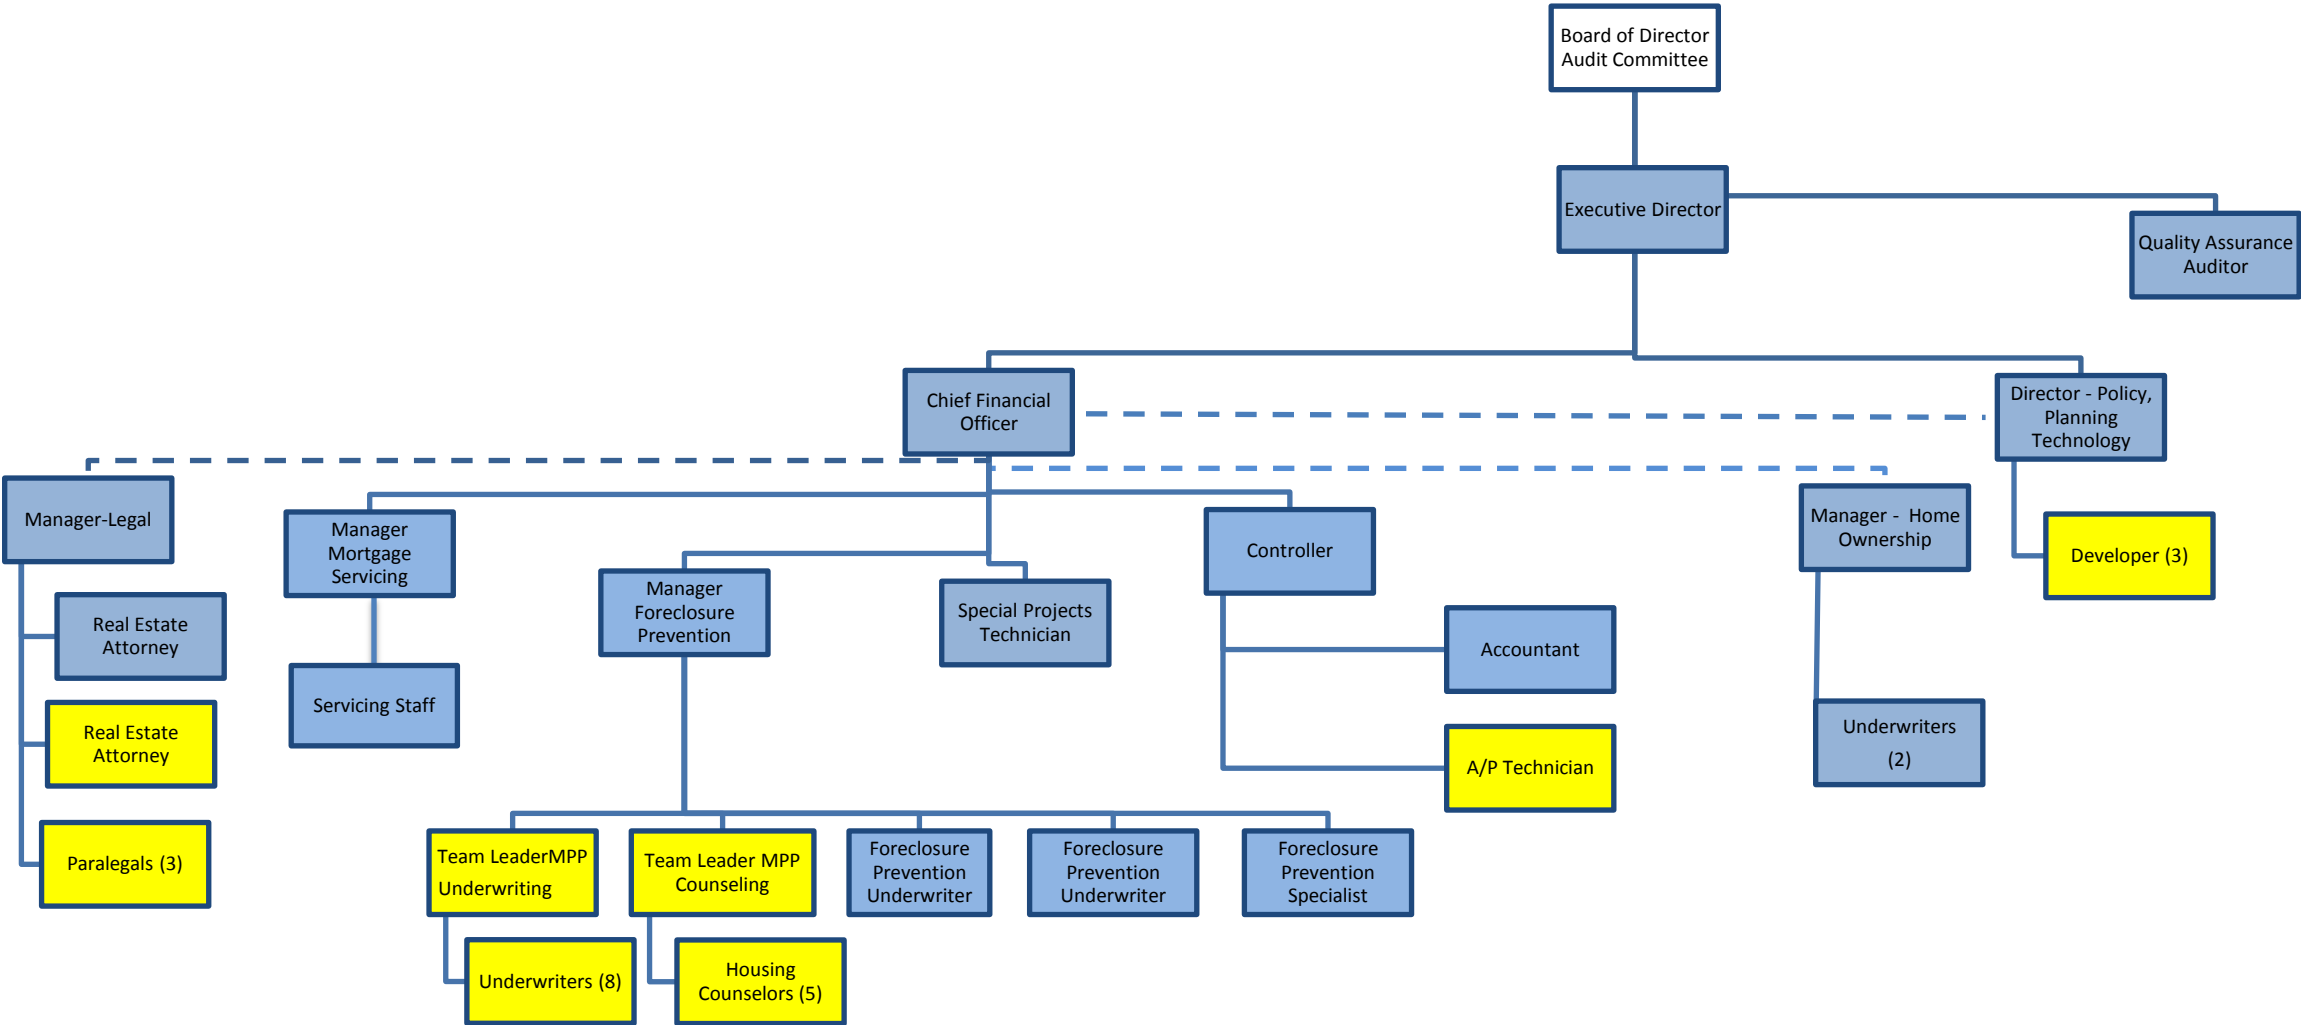 Board of Director
Audit Committee
Executive Director
Quality Assurance
Auditor
Chief Financial
Officer
Director - Policy,
Planning
Technology
Manager-Legal
Manager
Mortgage
Servicing
Manager
Foreclosure
Prevention
Special Projects
Technician
Controller
Manager -  Home
Ownership
Developer (3)
Real Estate
Attorney
Servicing Staff
Accountant
Real Estate
Attorney
A/P Technician
Underwriters
(2)
Paralegals (3)
Team LeaderMPP
Underwriting
Team Leader MPP
Counseling
Foreclosure
Prevention
Underwriter
Foreclosure
Prevention
Underwriter
Foreclosure
Prevention
Specialist
Underwriters (8)
Housing
Counselors (5)